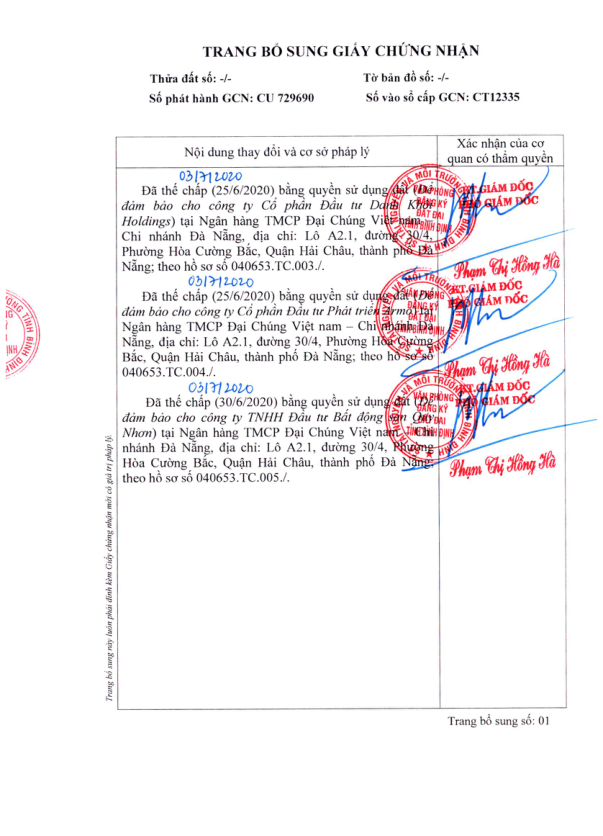 TRANG BỔ SUNG GIẤY CHỨNG NHẬN
Thửa đất số: -/-
Tờ bản đồ số: -/-
Số phát hành GCN: CU 729690
Số vào sổ cấp GCN: CT12335
Nội dung thay đổi và cơ sở pháp lý
Xác nhận của cơ
quan có thẩm quyền
03/7/2020
Đã thế chấp (25/6/2020) bằng quyền sử dụng đất (Để
đảm bảo cho công ty Cổ phần Đầu tư Danh Khôi
Holdings) tại Ngân hàng TMCP Đại Chúng Việt nam
Chi nhánh Đà Nẵng, địa chỉ: Lô A2.1, đường 30/4,
Phường Hòa Cường Bắc, Quận Hải Châu, thành phố Đà
Nẵng; theo hồ sơ số 040653.TC.003./.
KT.GIÁM ĐỐC
PHÓ GIÁM ĐỐC
Phạm Thị Hồng Hà
03/7/2020
Đã thế chấp (25/6/2020) bằng quyền sử dụng đất (Để
đảm bảo cho công ty Cổ phần Đầu tư Phát triển Armo) tại
Ngân hàng TMCP Đại Chúng Việt nam – Chi nhánh Đà
Nẵng, địa chỉ: Lô A2.1, đường 30/4, Phường Hòa Cường
Bắc, Quận Hải Châu, thành phố Đà Nẵng; theo hồ sơ số
040653.TC.004./.
KT.GIÁM ĐỐC
PHÓ GIÁM ĐỐC
Phạm Thị Hồng Hà
03/7/2020
Đã thế chấp (30/6/2020) bằng quyền sử dụng đất (Để
đảm bảo cho công ty TNHH Đầu tư Bất động sản Quy
Nhơn) tại Ngân hàng TMCP Đại Chúng Việt nam Chi
nhánh Đà Nẵng, địa chỉ: Lô A2.1, đường 30/4, Phường
Hòa Cường Bắc, Quận Hải Châu, thành phố Đà Nẵng;
theo hồ sơ số 040653.TC.005./.
KT.GIÁM ĐỐC
PHÓ GIÁM ĐỐC
Phạm Thị Hồng Hà
VĂN PHÒNG
ĐĂNG KÝ
ĐẤT ĐAI
TỈNH BÌNH ĐỊNH
Trang bổ sung này luôn phải đính kèm Giấy chứng nhận mới có giá trị pháp lý.
Trang bổ sung số: 01